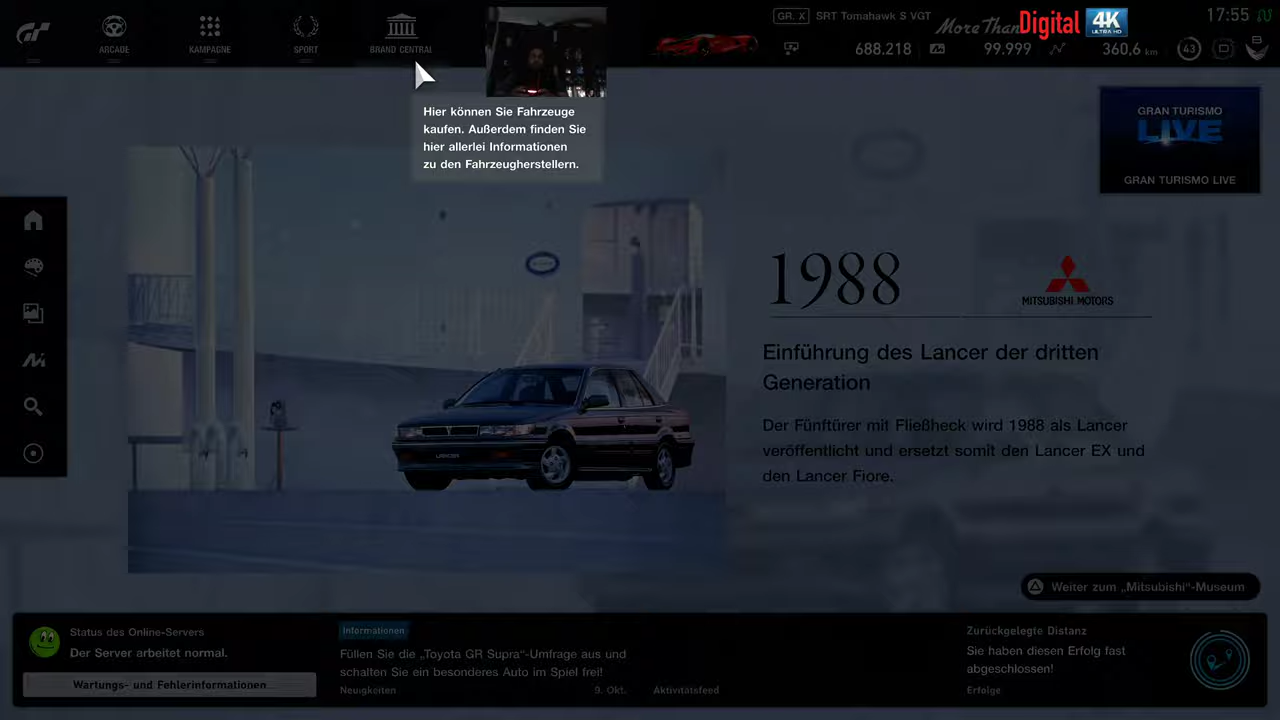 ARCADE
KAMPAGNE
SPORT
BRAND CENTRAL
GR. X
SRT Tomahawk S VGT
More Than Digital
4K
ULTRA HD
17:55
688.218
99.999
360,6 km
43
Hier können Sie Fahrzeuge
kaufen. Außerdem finden Sie
hier allerlei Informationen
zu den Fahrzeugherstellern.
GRAN TURISMO
LIVE
GRAN TURISMO LIVE
1988
MITSUBISHI MOTORS
Einführung des Lancer der dritten
Generation
Der Fünftürer mit Fließheck wird 1988 als Lancer
veröffentlicht und ersetzt somit den Lancer EX und
den Lancer Fiore.
LANCER
Weiter zum „Mitsubishi“-Museum
Status des Online-Servers
Der Server arbeitet normal.
Wartungs- und Fehlerinformationen
Informationen
Füllen Sie die „Toyota GR Supra“-Umfrage aus und
schalten Sie ein besonderes Auto im Spiel frei!
Neuigkeiten
9. Okt.
Aktivitätsfeed
Zurückgelegte Distanz
Sie haben diesen Erfolg fast
abgeschlossen!
Erfolge